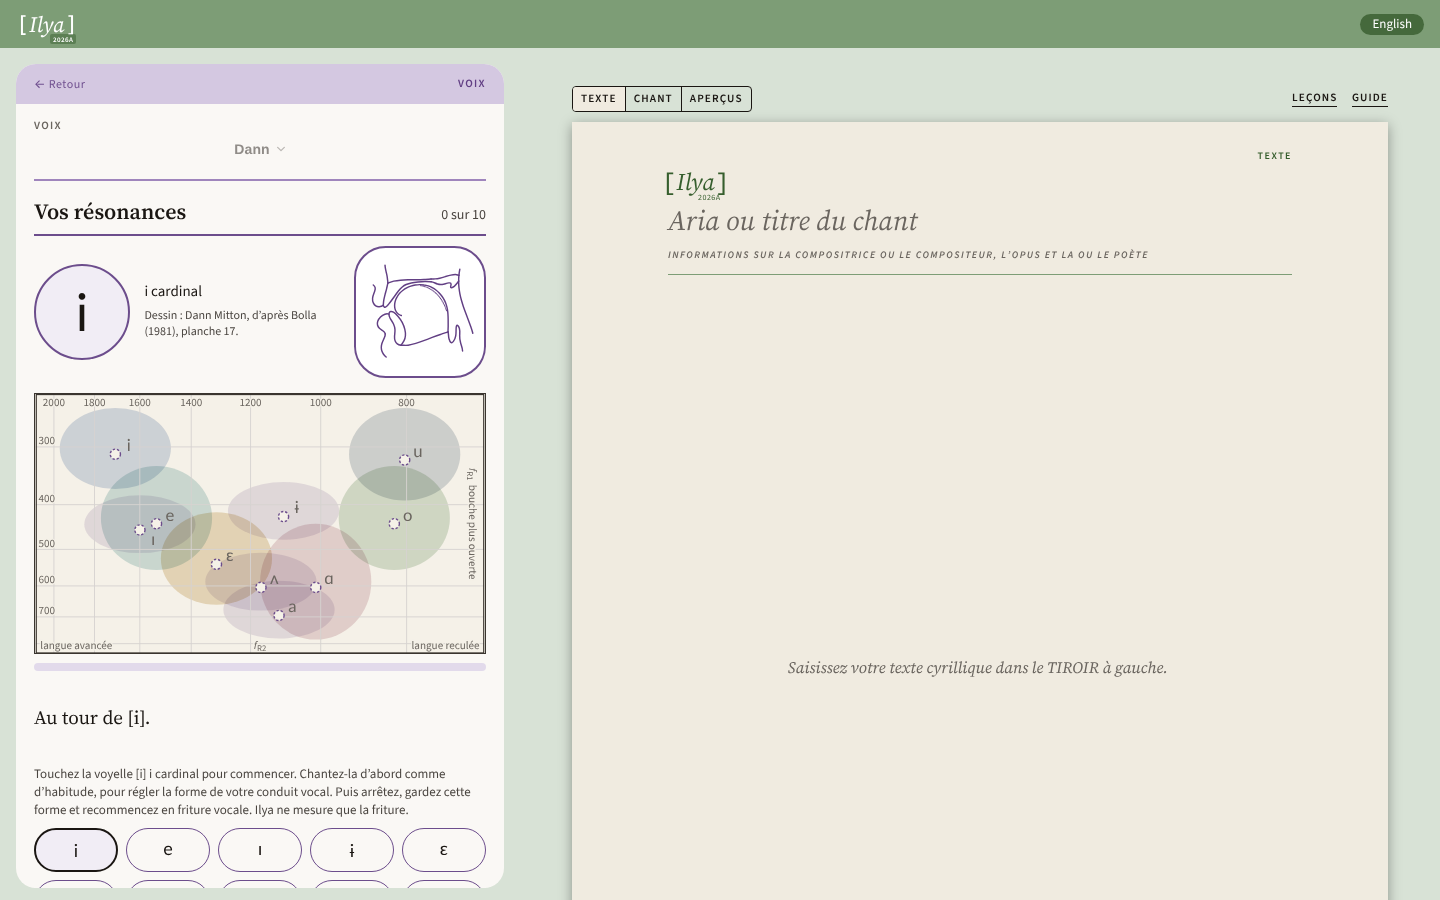 [Ilya]
2026A
English
← Retour
VOIX
VOIX
Dann
Vos résonances
0 sur 10
i
i cardinal
Dessin : Dann Mitton, d’après Bolla
(1981), planche 17.
2000 1800 1600 1400 1200 1000 800
300
400
500
600
700
i
u
e
ɪ
ɨ
o
ɛ
ʌ
ɑ
a
fR1 bouche plus ouverte
langue avancée
fR2
langue reculée
Au tour de [i].
Touchez la voyelle [i] i cardinal pour commencer. Chantez-la d’abord comme
d’habitude, pour régler la forme de votre conduit vocal. Puis arrêtez, gardez cette
forme et recommencez en friture vocale. Ilya ne mesure que la friture.
i e ɪ ɨ ɛ
TEXTE CHANT APERÇUS
LEÇONS GUIDE
TEXTE
[Ilya]
2026A
Aria ou titre du chant
INFORMATIONS SUR LA COMPOSITRICE OU LE COMPOSITEUR, L’OPUS ET LA OU LE POÈTE
Saisissez votre texte cyrillique dans le TIROIR à gauche.